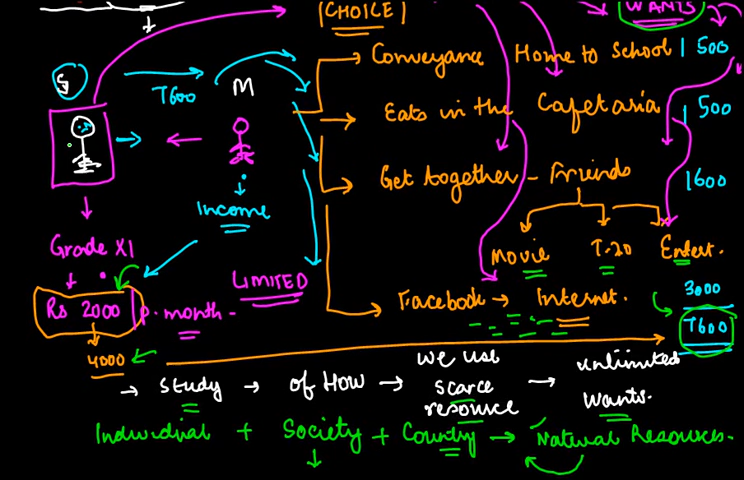 (CHOICE)
WANTS
S
7600
M
Conveyance Home to School | 500
Eats in the Cafetaria | 500
Get together - Friends 1600
Income
Grade XI
Movie T-20 Entert.
LIMITED
Rs 2000 p. month -
Facebook → Internet.
3000
7600
4000
→ study → of How → we use scarce resource → unlimited wants.
Individual + Society + Country → Natural Resources.